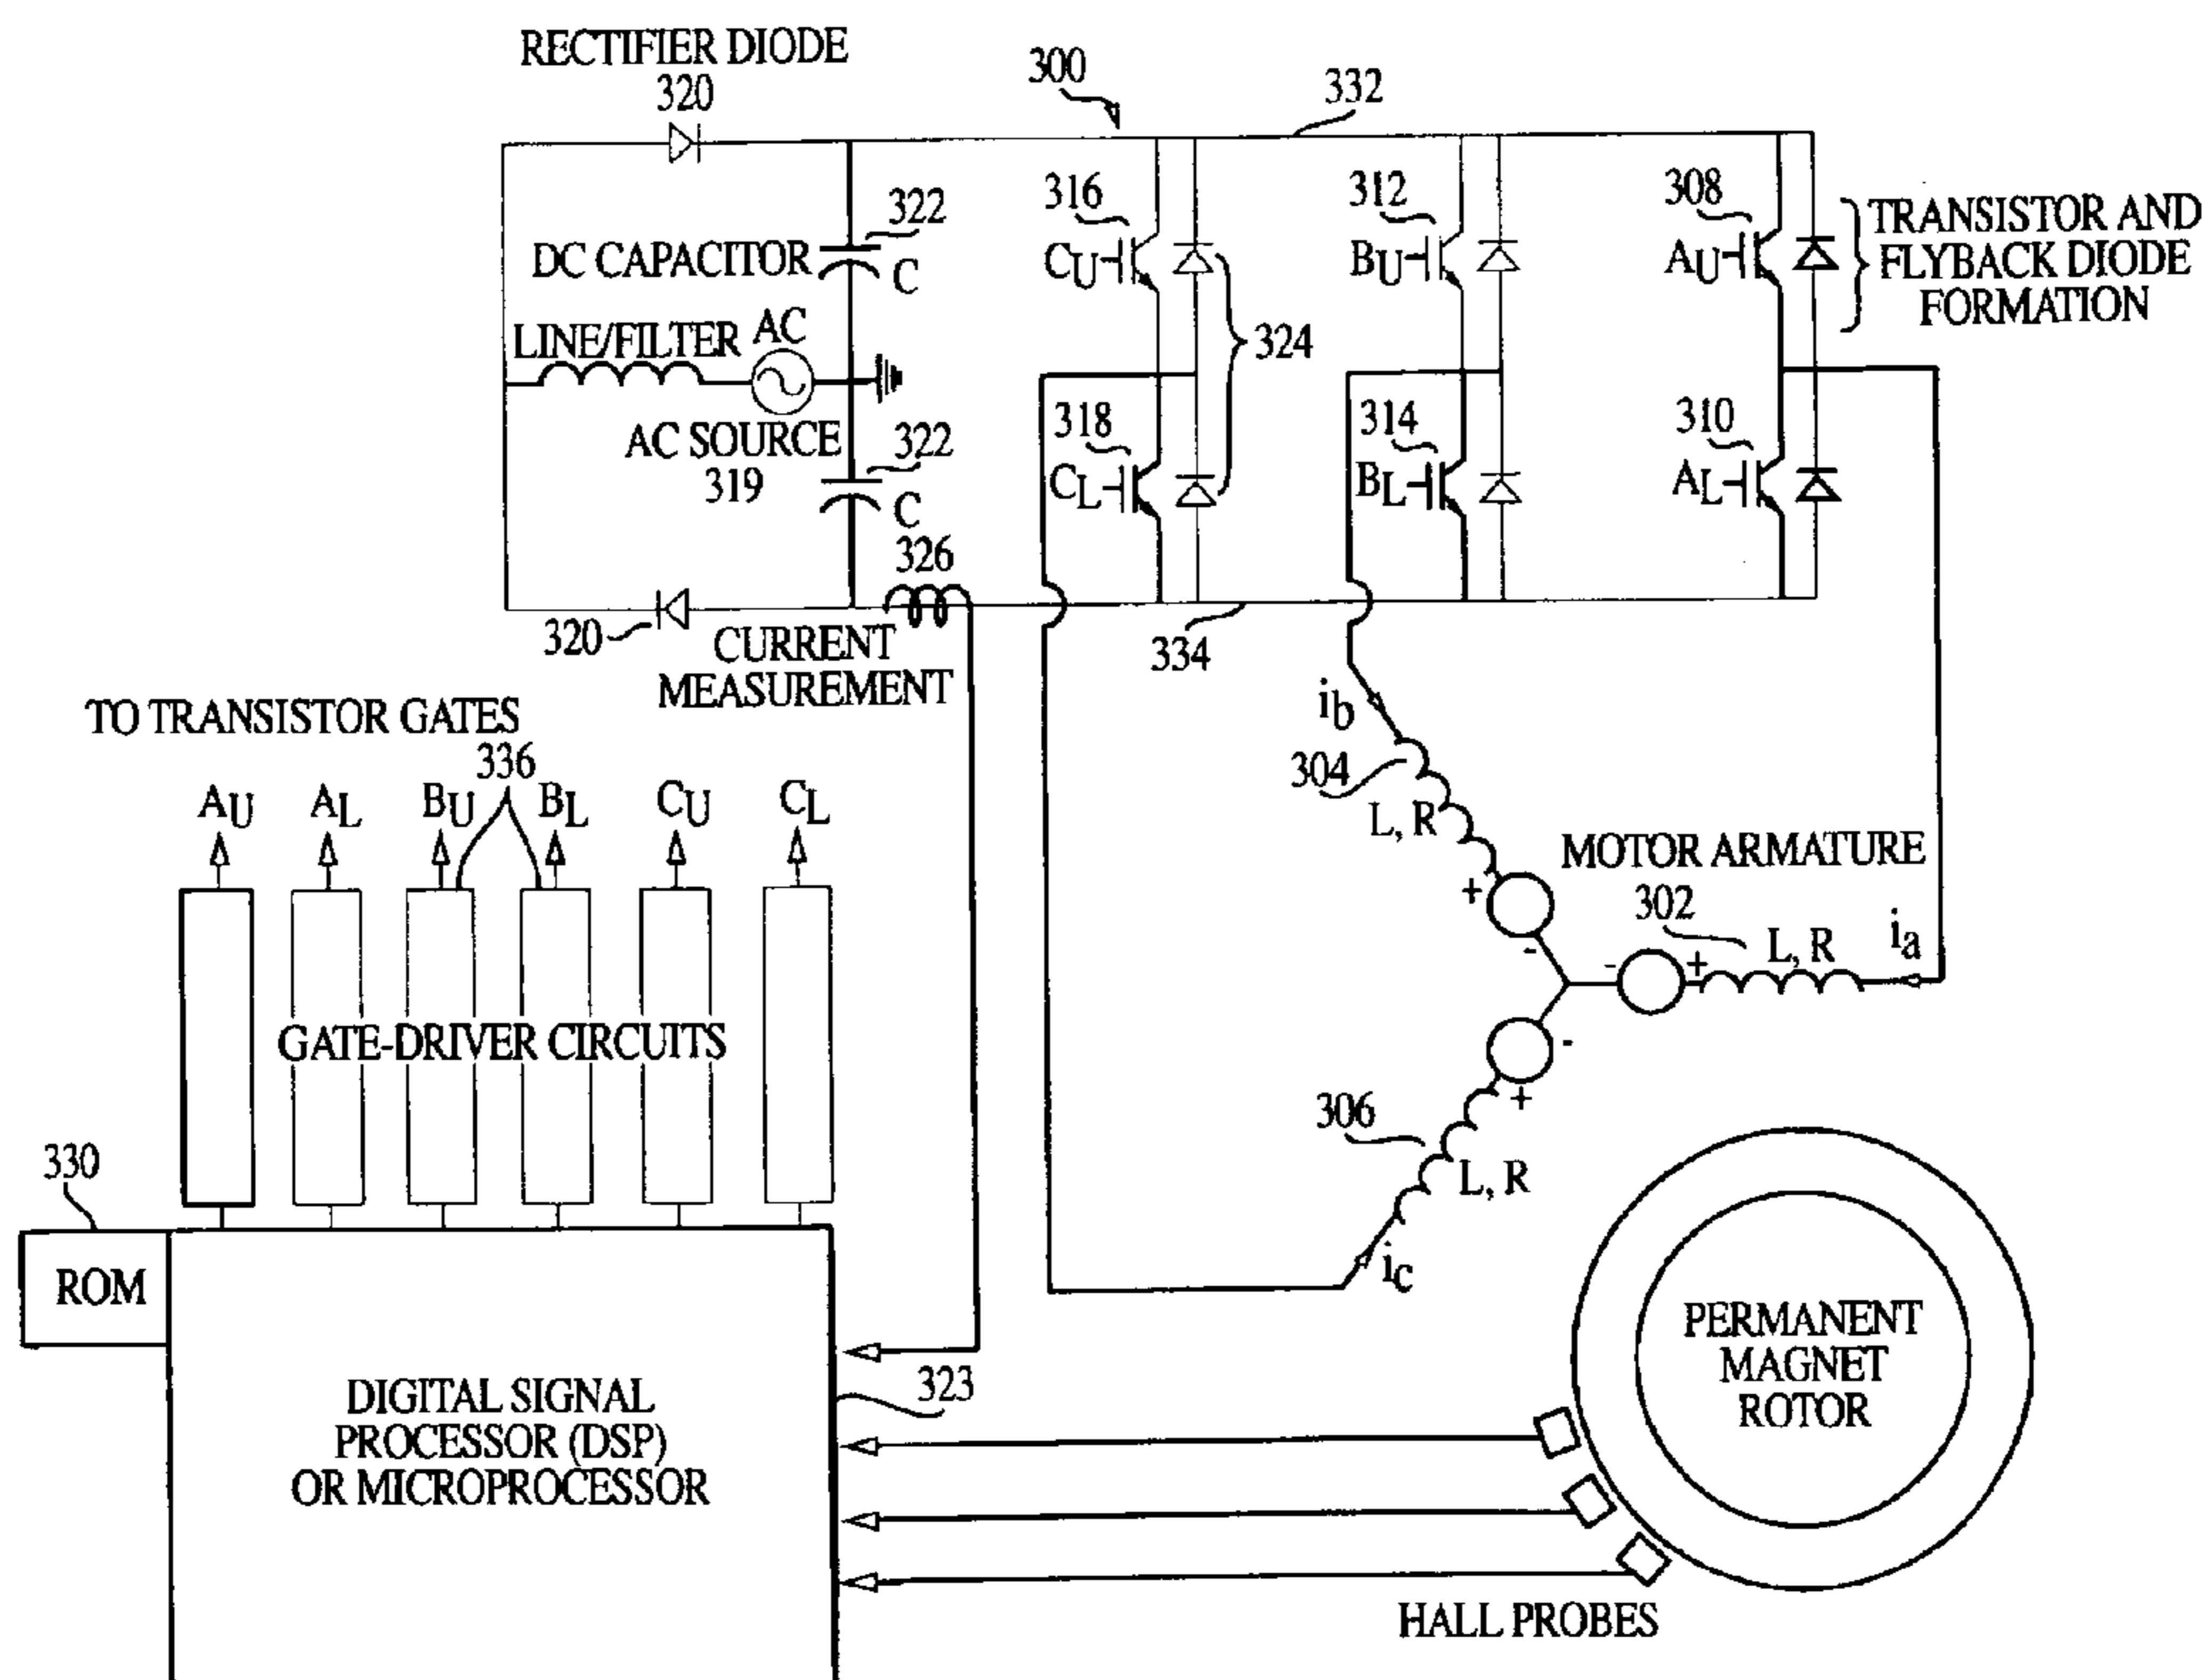 RECTIFIER DIODE
320
300
332
322
C
DC CAPACITOR
LINE/FILTER
AC
AC SOURCE
319
322
C
326
320
CURRENT
MEASUREMENT
316
CU
312
BU
308
AU
TRANSISTOR AND
FLYBACK DIODE
FORMATION
324
318
CL
314
BL
310
AL
334
TO TRANSISTOR GATES
336
AU
AL
BU
BL
CU
CL
GATE-DRIVER CIRCUITS
ib
304
L, R
+
-
MOTOR ARMATURE
302
L, R
ia
-
+
-
+
306
L, R
ic
330
ROM
DIGITAL SIGNAL
PROCESSOR (DSP)
OR MICROPROCESSOR
323
PERMANENT
MAGNET
ROTOR
HALL PROBES